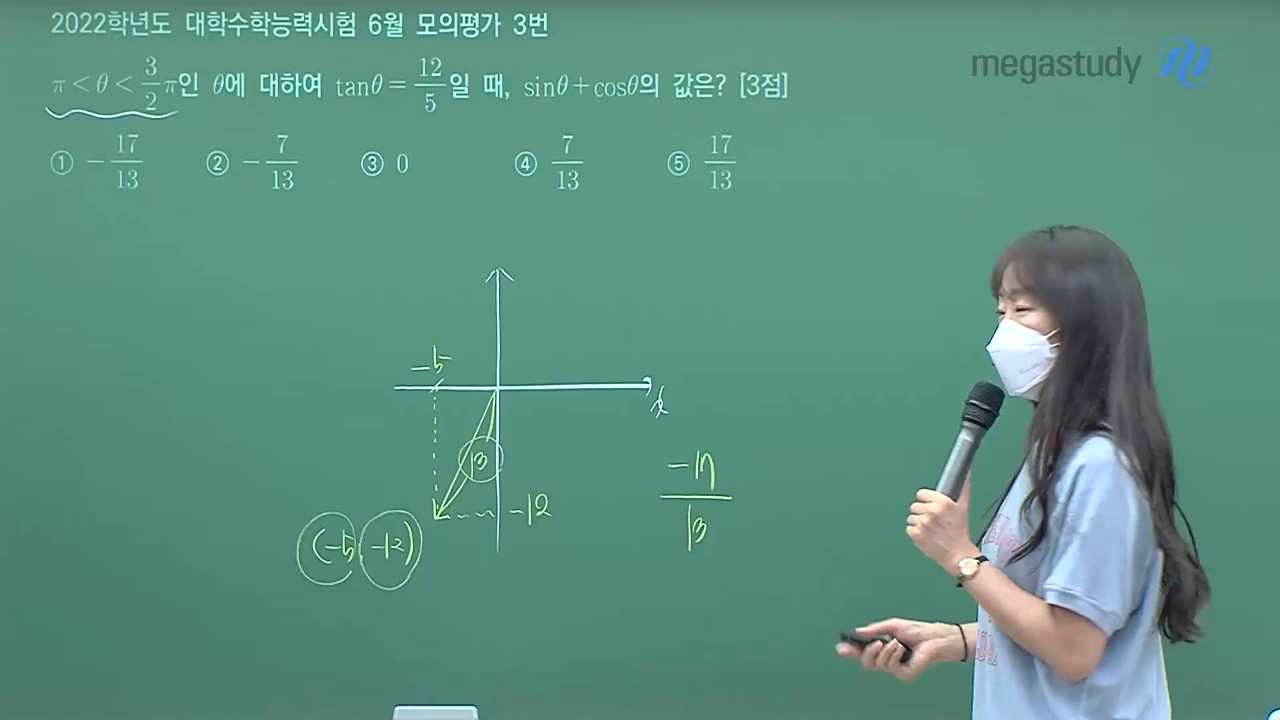 2022학년도 대학수학능력시험 6월 모의평가 3번
megastudy
π < θ < 3/2 π인 θ에 대하여 tanθ = 12/5 일 때, sinθ+cosθ의 값은? [3점]
① -17/13 ② -7/13 ③ 0 ④ 7/13 ⑤ 17/13
-5
x
13
-12
(-5, -12)
-17/13